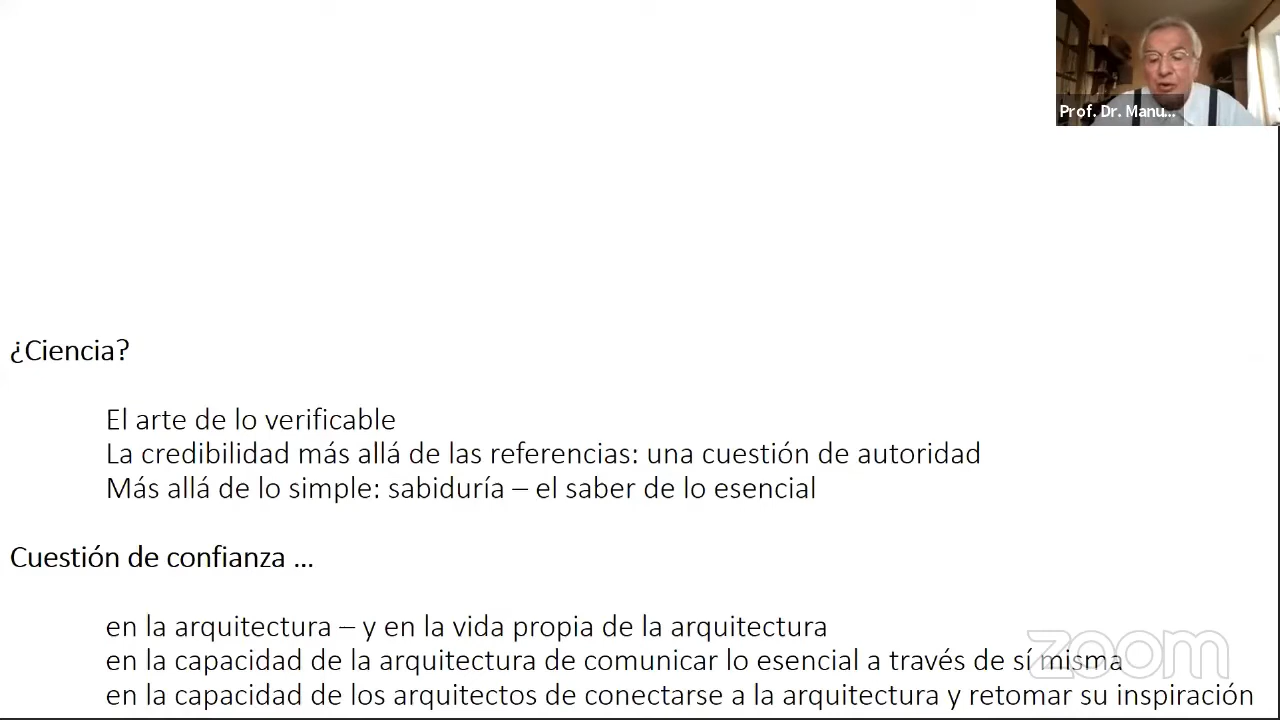 Prof. Dr. Manu...
¿Ciencia?
El arte de lo verificable
La credibilidad más allá de las referencias: una cuestión de autoridad
Más allá de lo simple: sabiduría – el saber de lo esencial
Cuestión de confianza ...
en la arquitectura – y en la vida propia de la arquitectura
en la capacidad de la arquitectura de comunicar lo esencial a través de sí misma
zoom
en la capacidad de los arquitectos de conectarse a la arquitectura y retomar su inspiración